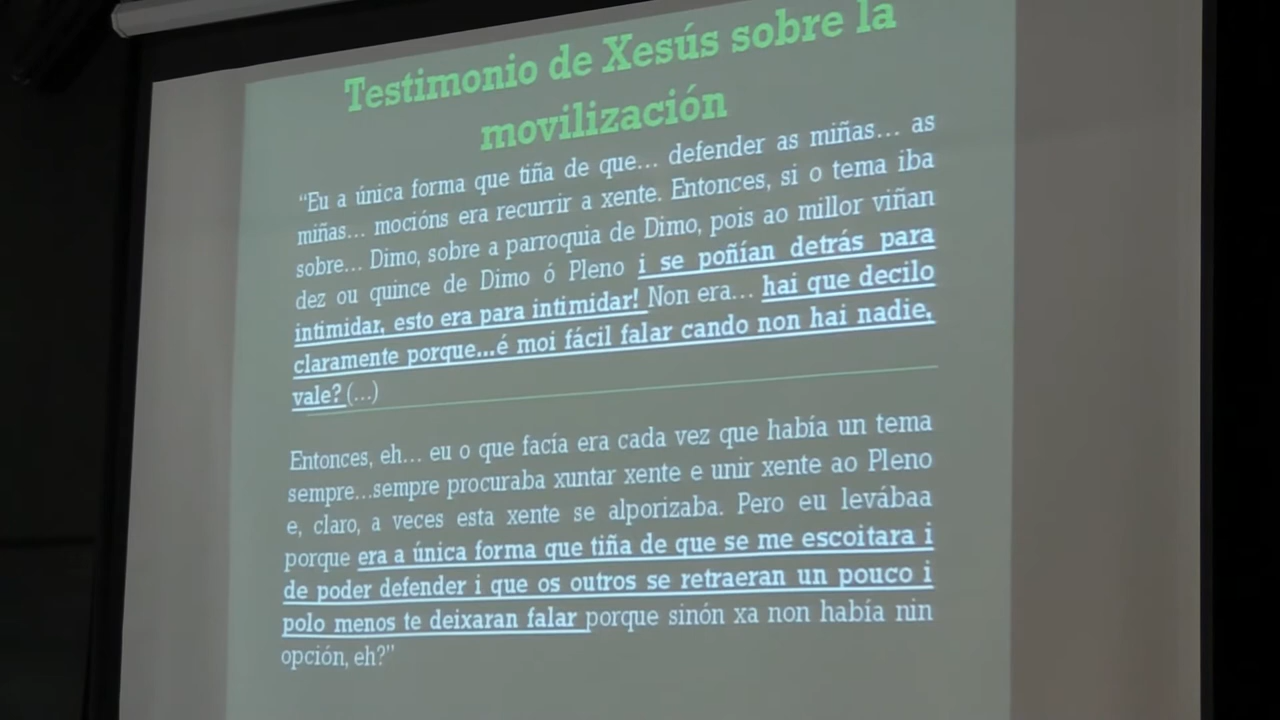 Testimonio de Xesús sobre la
movilización
“Eu a única forma que tiña de que... defender as miñas... as
miñas... mocións era recurrir a xente. Entonces, si o tema iba
sobre... Dimo, sobre a parroquia de Dimo, pois ao millor viñan
dez ou quince de Dimo ó Pleno i se poñían detrás para
intimidar, esto era para intimidar! Non era... hai que decilo
claramente porque...é moi fácil falar cando non hai nadie,
vale? (...)
Entonces, eh... eu o que facía era cada vez que había un tema
sempre...sempre procuraba xuntar xente e unir xente ao Pleno
e, claro, a veces esta xente se alporizaba. Pero eu levábaa
porque era a única forma que tiña de que se me escoitara i
de poder defender i que os outros se retraeran un pouco i
polo menos te deixaran falar porque sinón xa non había nin
opción, eh?”